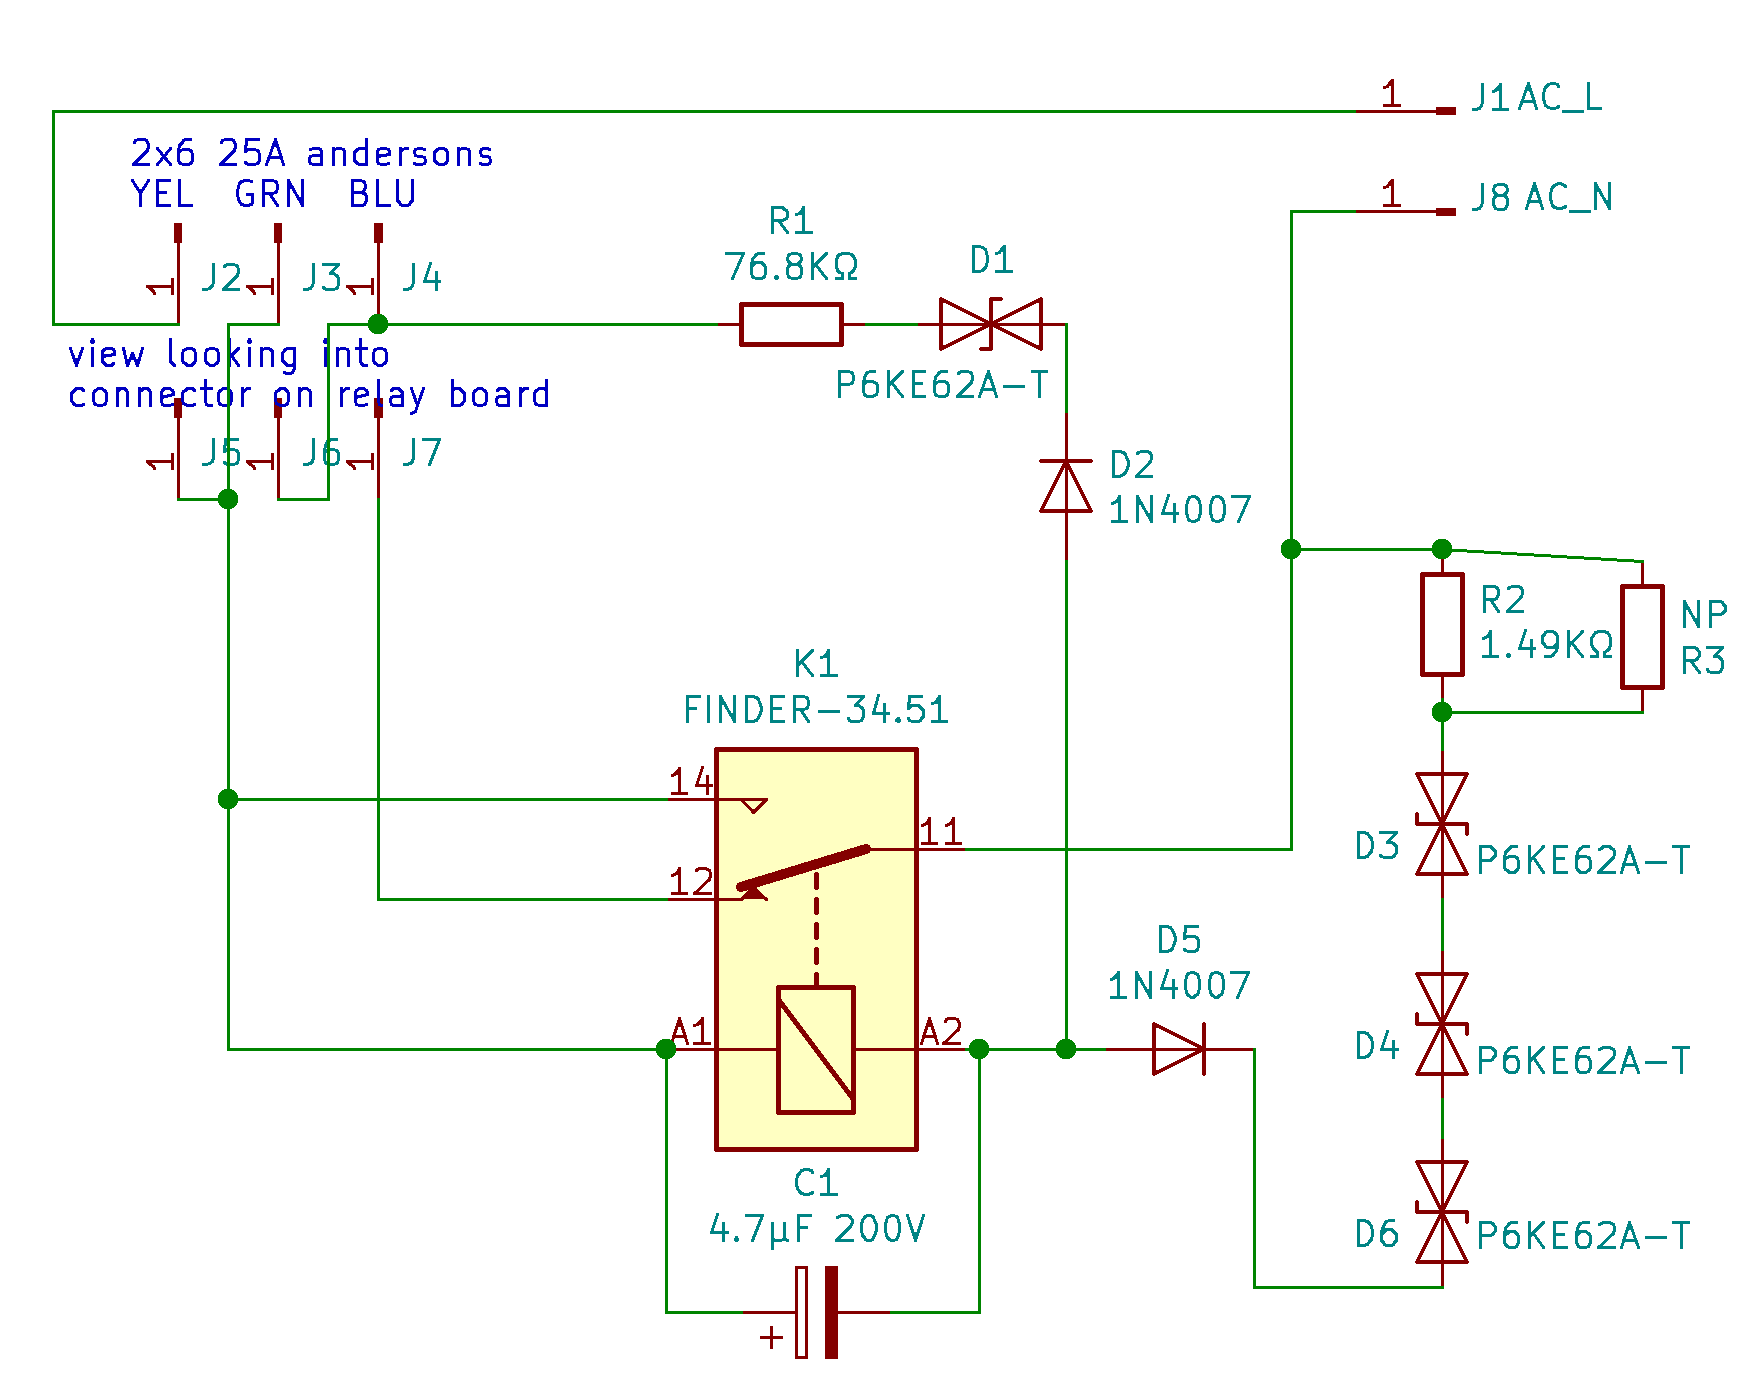 1 J1 AC_L
2x6 25A andersons
YEL GRN BLU
1 J8 AC_N
1 J2 1 J3 1 J4
R1
76.8KΩ
D1
P6KE62A-T
view looking into
connector on relay board
1 J5 1 J6 1 J7
D2
1N4007
R2
1.49KΩ
NP
R3
K1
FINDER-34.51
14
11
12
D3 P6KE62A-T
D5
1N4007
A1
A2
D4 P6KE62A-T
C1
4.7µF 200V
D6 P6KE62A-T
+